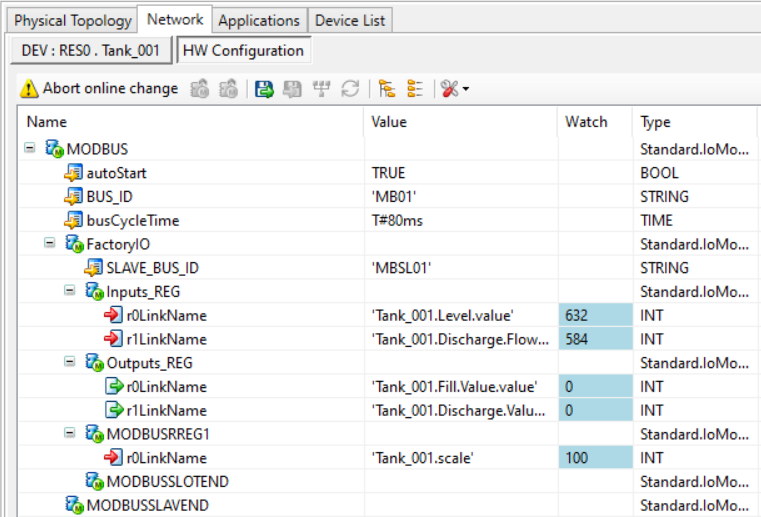 Physical Topology Network Applications Device List
DEV : RES0 . Tank_001 HW Configuration
Abort online change
Name Value Watch Type
MODBUS Standard.IoMo...
autoStart TRUE BOOL
BUS_ID 'MB01' STRING
busCycleTime T#80ms TIME
FactoryIO Standard.IoMo...
SLAVE_BUS_ID 'MBSL01' STRING
Inputs_REG Standard.IoMo...
r0LinkName 'Tank_001.Level.value' 632 INT
r1LinkName 'Tank_001.Discharge.Flow... 584 INT
Outputs_REG Standard.IoMo...
r0LinkName 'Tank_001.Fill.Value.value' 0 INT
r1LinkName 'Tank_001.Discharge.Valu... 0 INT
MODBUSRREG1 Standard.IoMo...
r0LinkName 'Tank_001.scale' 100 INT
MODBUSSLOTEND Standard.IoMo...
MODBUSSLAVEND Standard.IoMo...